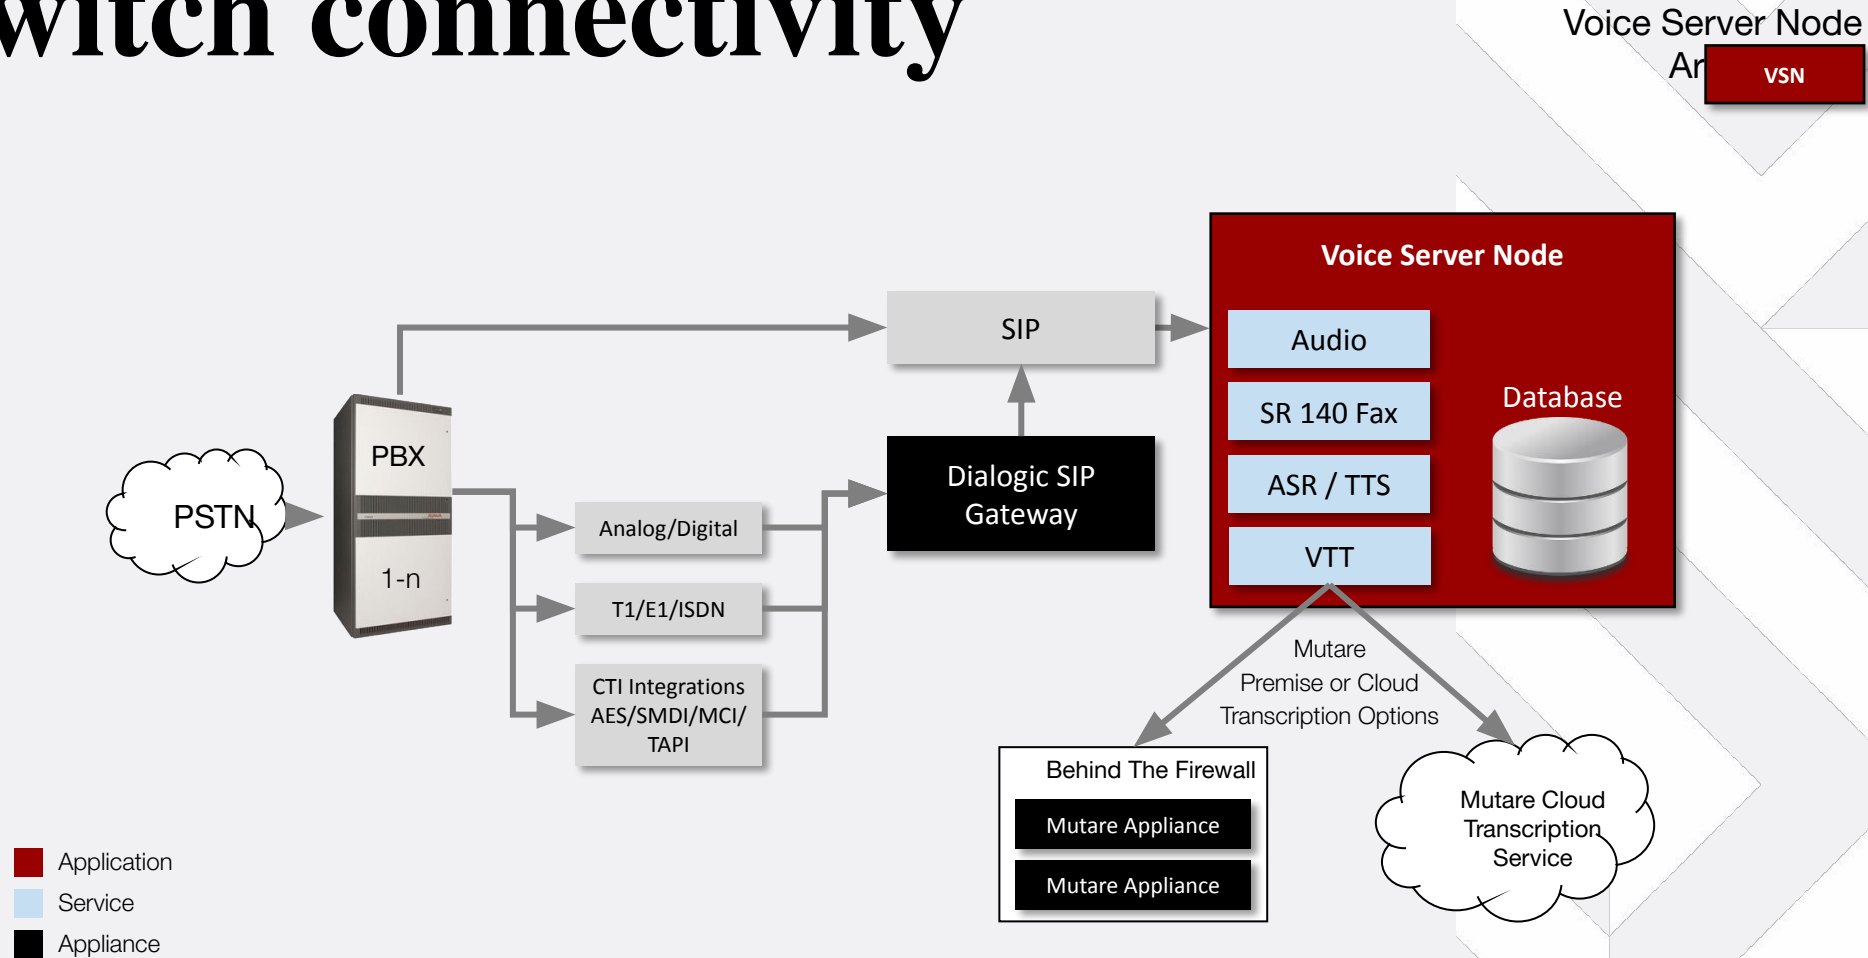 witch connectivity
Voice Server Node
Ar
VSN
Voice Server Node
SIP
Audio
Database
SR 140 Fax
PBX
Dialogic SIP
Gateway
ASR / TTS
PSTN
Analog/Digital
VTT
1-n
T1/E1/ISDN
Mutare
Premise or Cloud
Transcription Options
CTI Integrations
AES/SMDI/MCI/
TAPI
Behind The Firewall
Mutare Appliance
Mutare Appliance
Mutare Cloud
Transcription
Service
Application
Service
Appliance